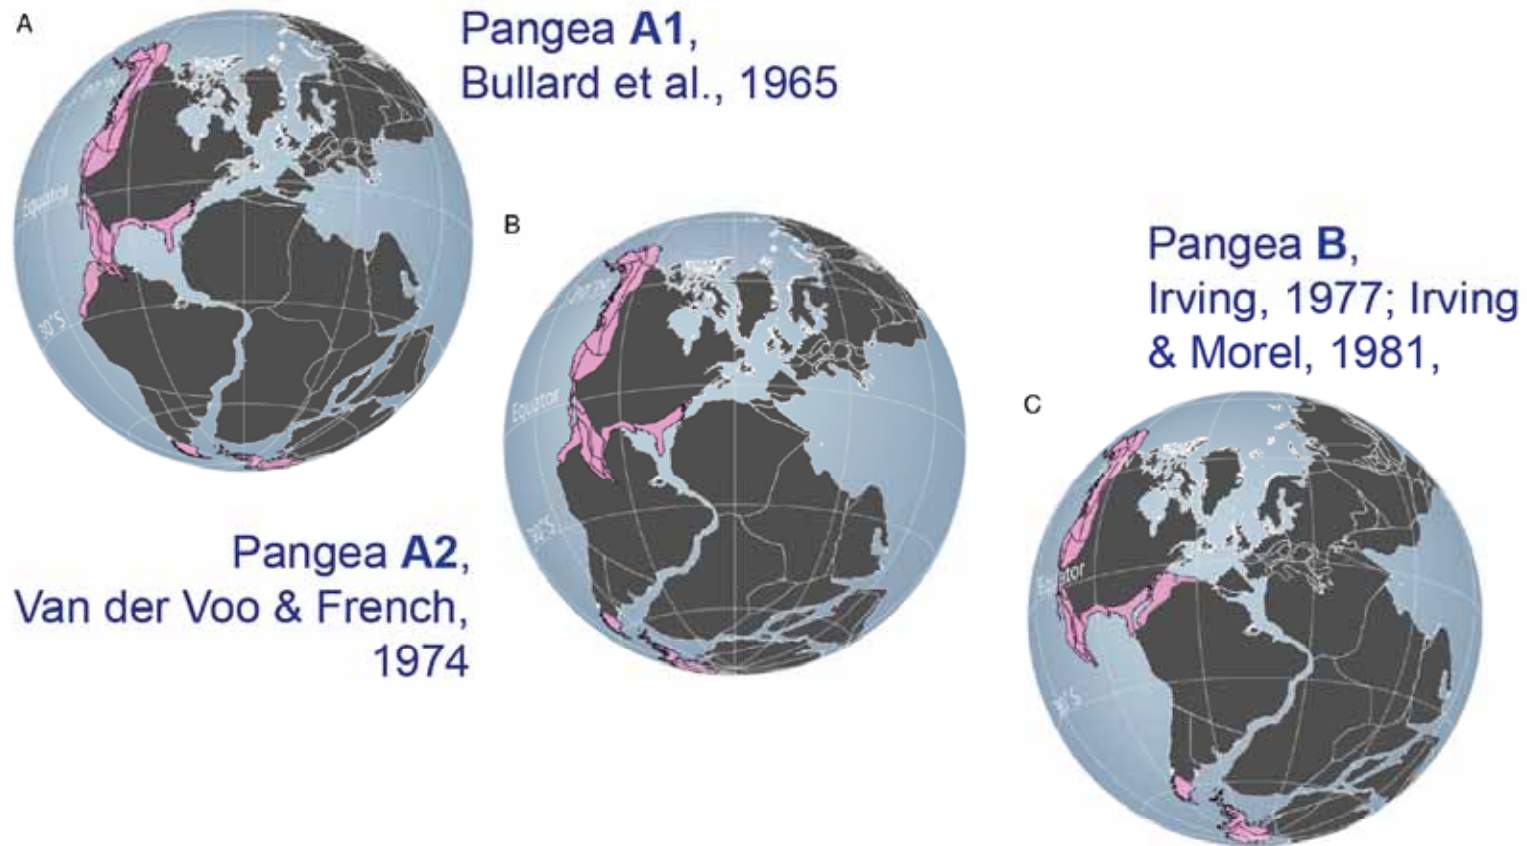 A
Pangea A1,
Bullard et al., 1965
Equator
30°S
B
Pangea A2,
Van der Voo & French,
1974
Equator
30°S
Pangea B,
Irving, 1977; Irving
& Morel, 1981,
C
Equator
30°S